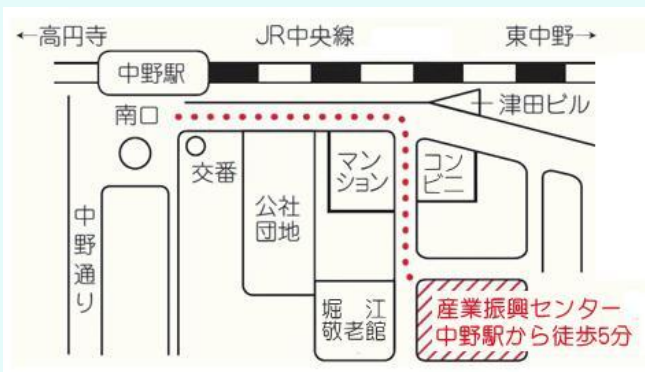 ←高円寺
JR中央線
東中野→
中野駅
津田ビル
南口
交番
マン
ション
コン
ビニ
公社
団地
中野通り
堀江
敬老館
産業振興センター
中野駅から徒歩5分